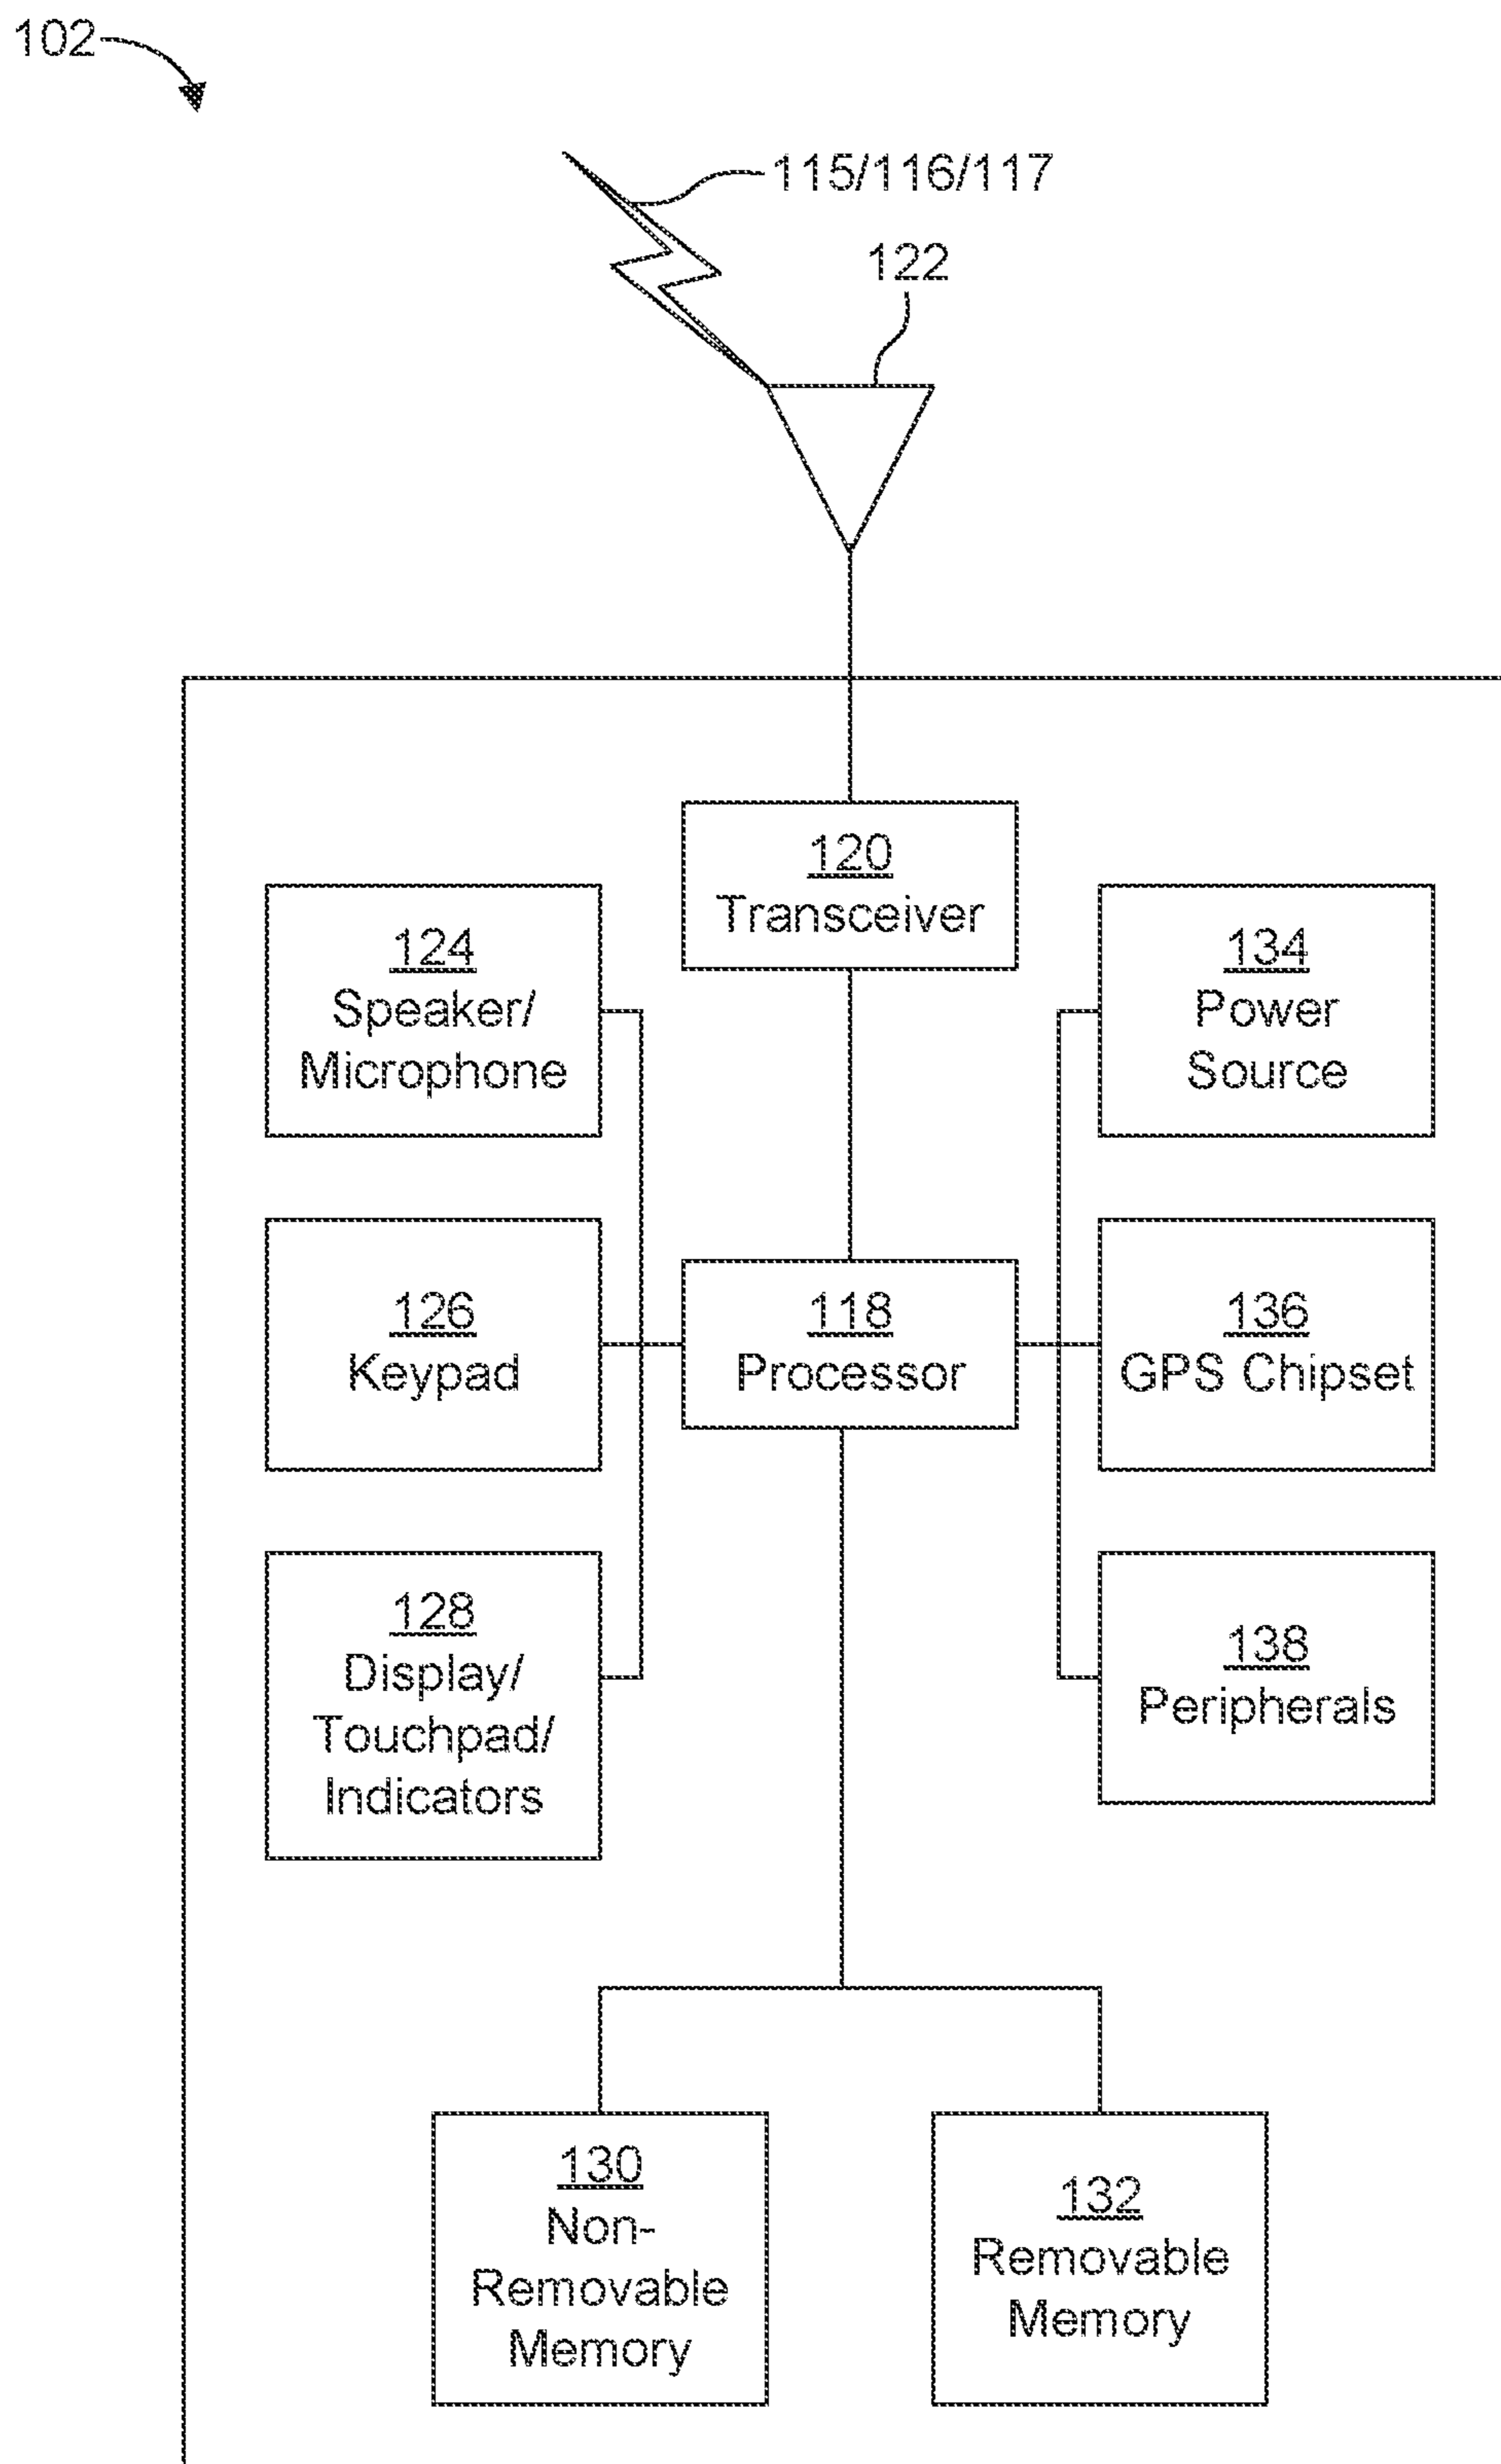 102
115/116/117
122
120
Transceiver
124
Speaker/
Microphone
134
Power
Source
126
Keypad
118
Processor
136
GPS Chipset
128
Display/
Touchpad/
Indicators
138
Peripherals
130
Non-
Removable
Memory
132
Removable
Memory